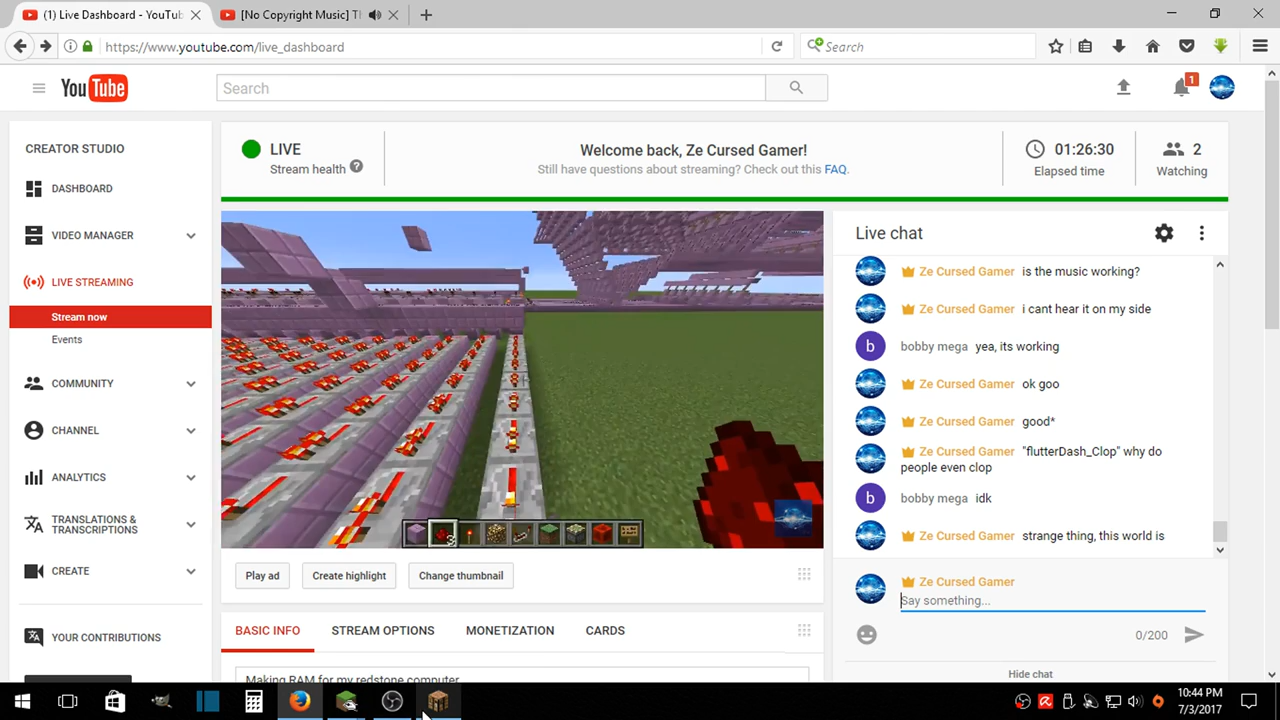 (1) Live Dashboard - YouTub
[No Copyright Music] Tl
https://www.youtube.com/live_dashboard
Search
YouTube
Search
1
CREATOR STUDIO
DASHBOARD
VIDEO MANAGER
LIVE STREAMING
Stream now
Events
COMMUNITY
CHANNEL
ANALYTICS
TRANSLATIONS &
TRANSCRIPTIONS
CREATE
YOUR CONTRIBUTIONS
LIVE
Stream health ?
Welcome back, Ze Cursed Gamer!
Still have questions about streaming? Check out this FAQ.
01:26:30
Elapsed time
2
Watching
3
Play ad
Create highlight
Change thumbnail
BASIC INFO
STREAM OPTIONS
MONETIZATION
CARDS
Making RAM for my redstone computer
Live chat
Ze Cursed Gamer is the music working?
Ze Cursed Gamer i cant hear it on my side
b bobby mega yea, its working
Ze Cursed Gamer ok goo
Ze Cursed Gamer good*
Ze Cursed Gamer "flutterDash_Clop" why do
people even clop
b bobby mega idk
Ze Cursed Gamer strange thing, this world is
Ze Cursed Gamer
Say something...
0/200
Hide chat
10:44 PM
7/3/2017